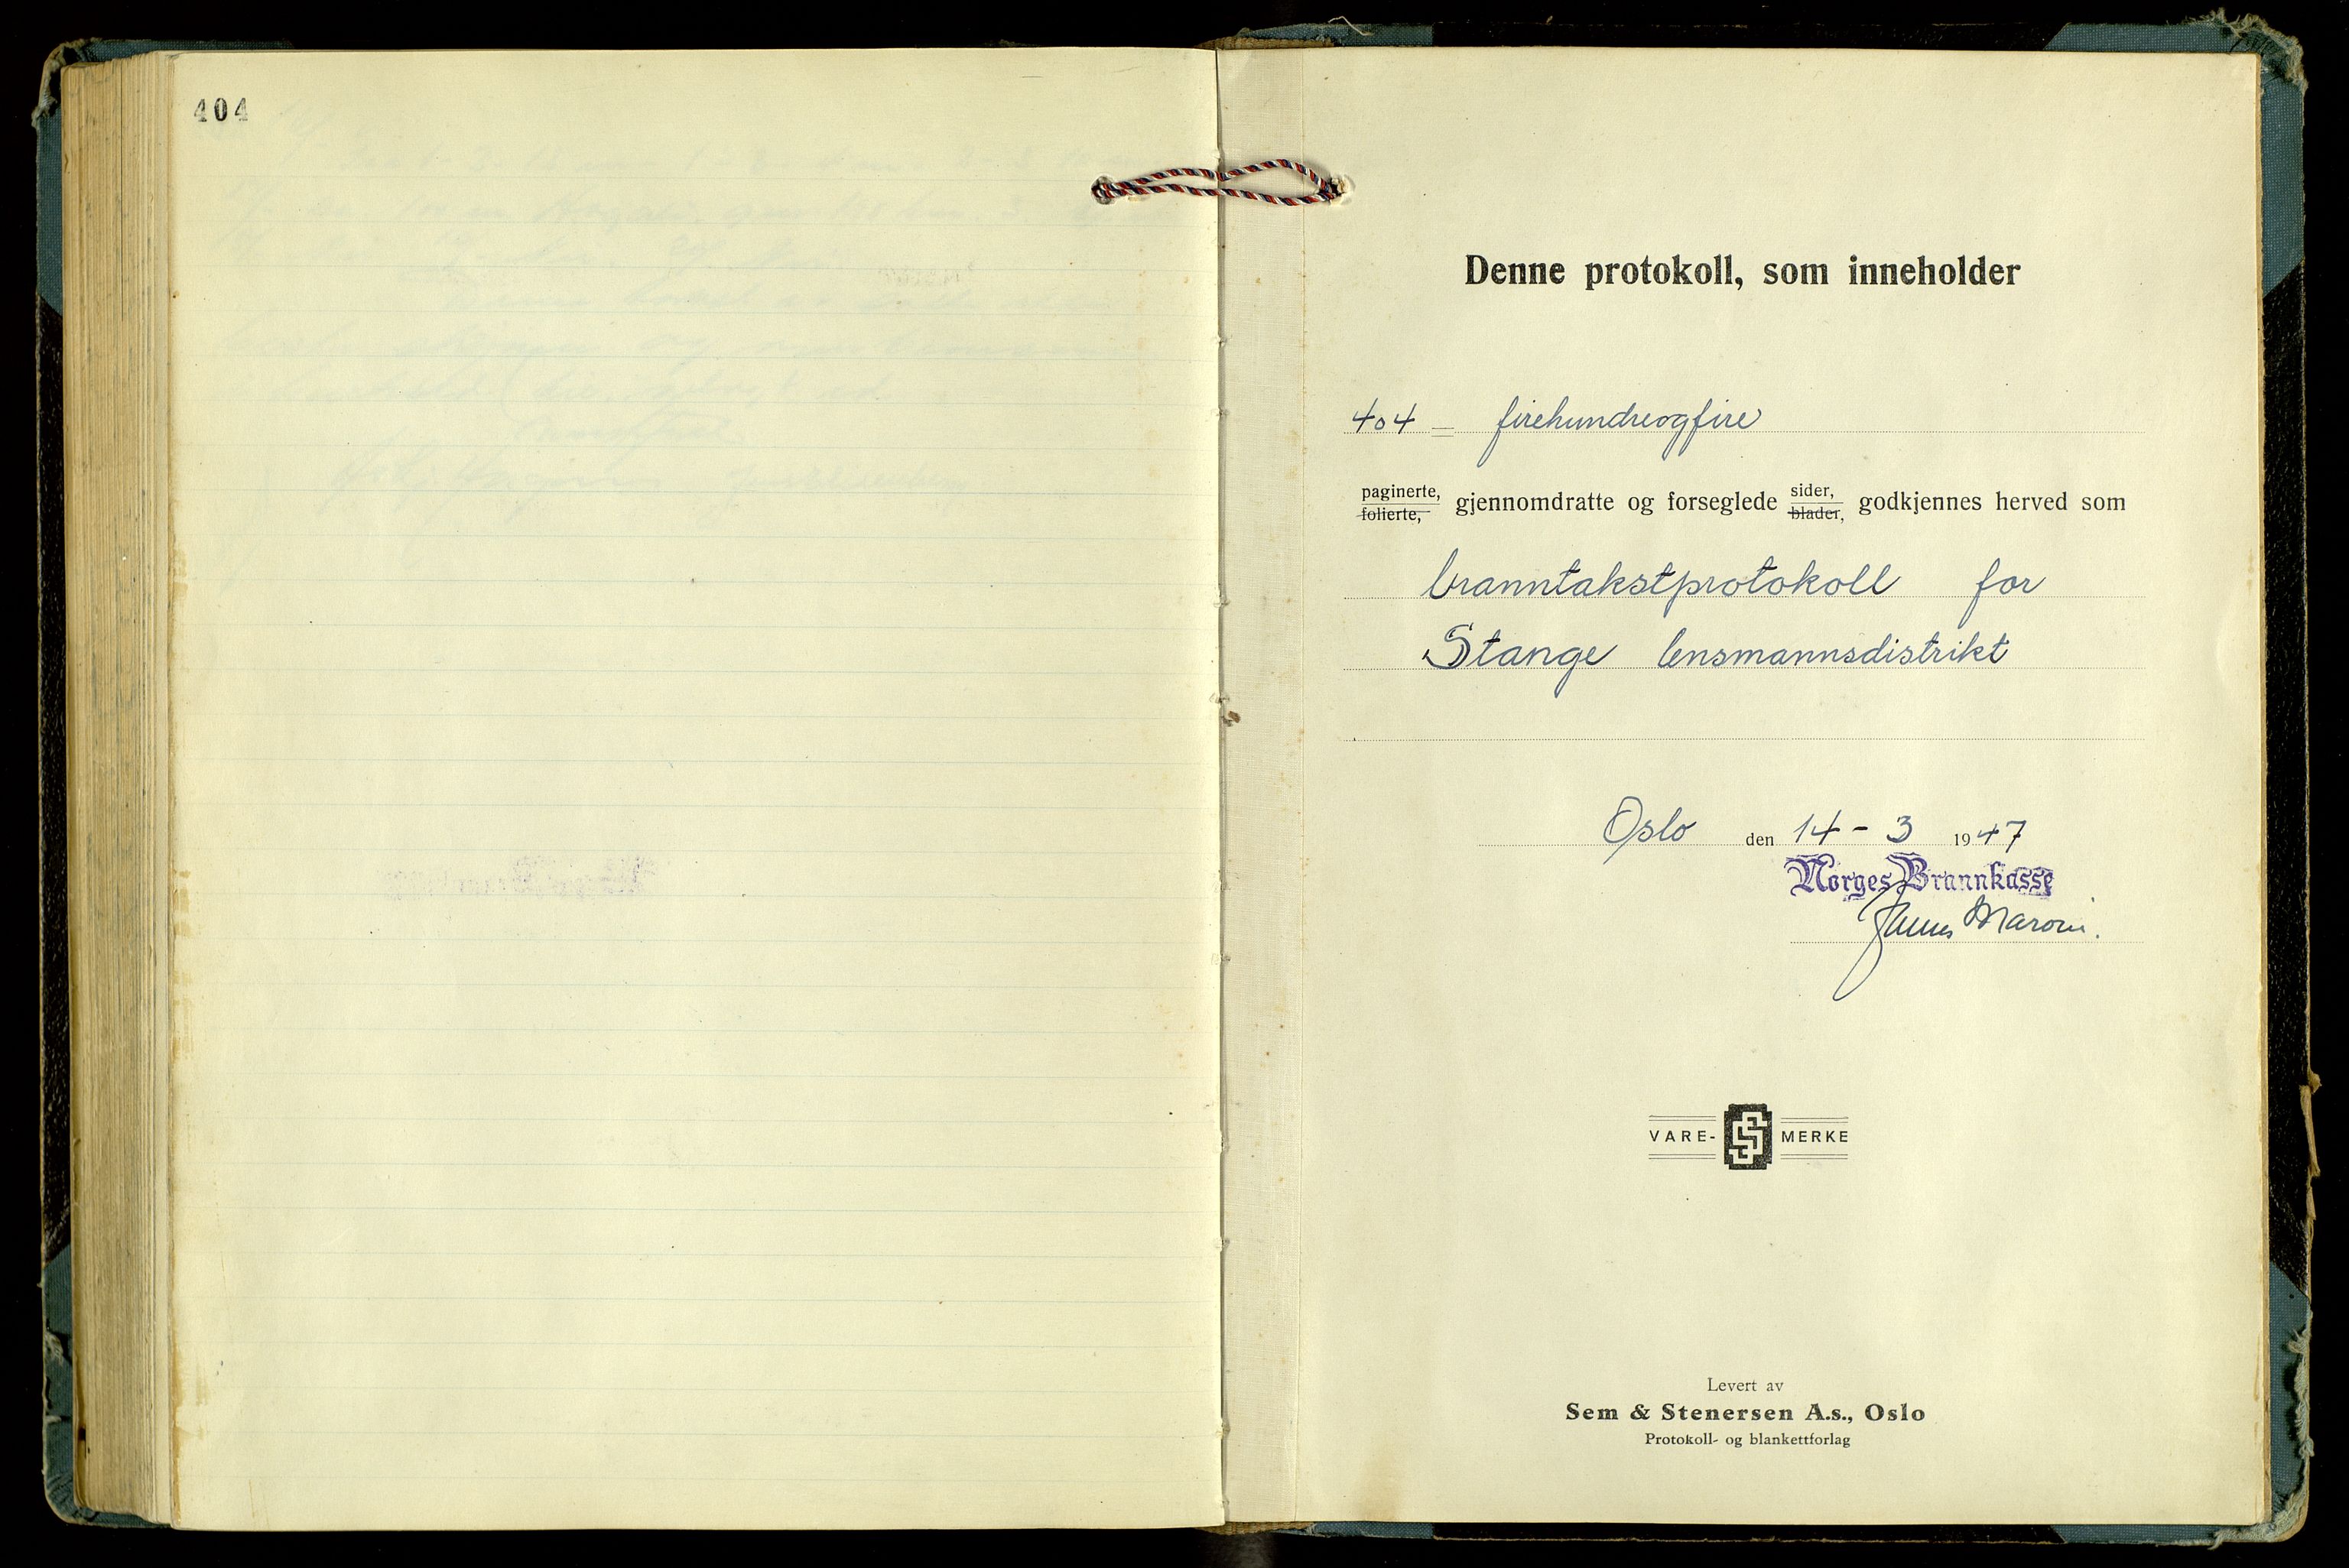 404
Denne protokoll, som inneholder
404 = firehundreogfire
paginerte, folierte, gjennomdratte og forseglede sider, blader, godkjennes herved som
branntakstprotokoll for
Stange lensmannsdistrikt
Oslo den 14 - 3 1947
Norges Brannkasse
VARE- MERKE
Levert av
Sem & Stenersen A.s., Oslo
Protokoll- og blankettforlag